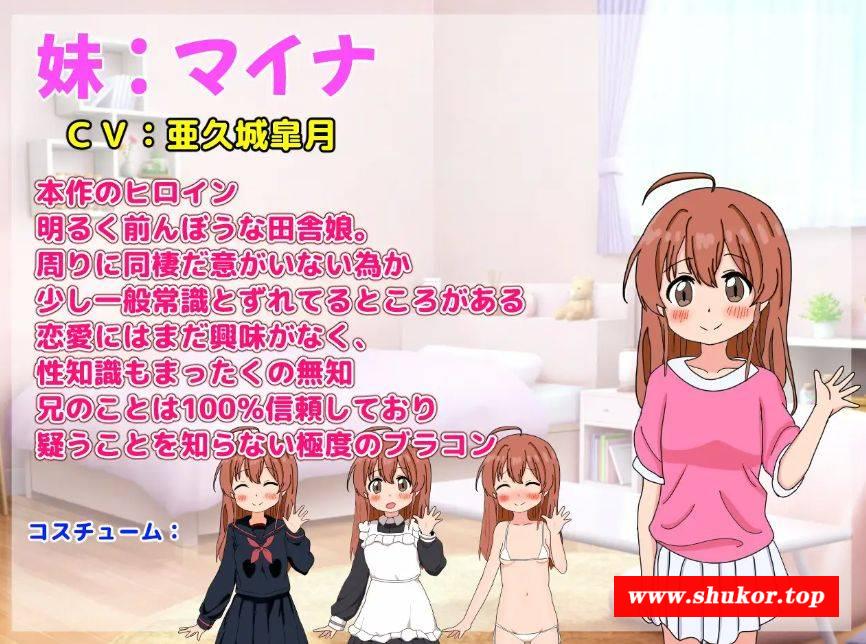 妹：マイナ
CV：亜久城皐月
本作のヒロイン
明るく前んぼうな田舎娘。
周りに同棲だ意がいない為か
少し一般常識とずれてるところがある
恋愛にはまだ興味がなく、
性知識もまったくの無知
兄のことは100%信頼しており
疑うことを知らない極度のブラコン
コスチューム：
www.shukor.top